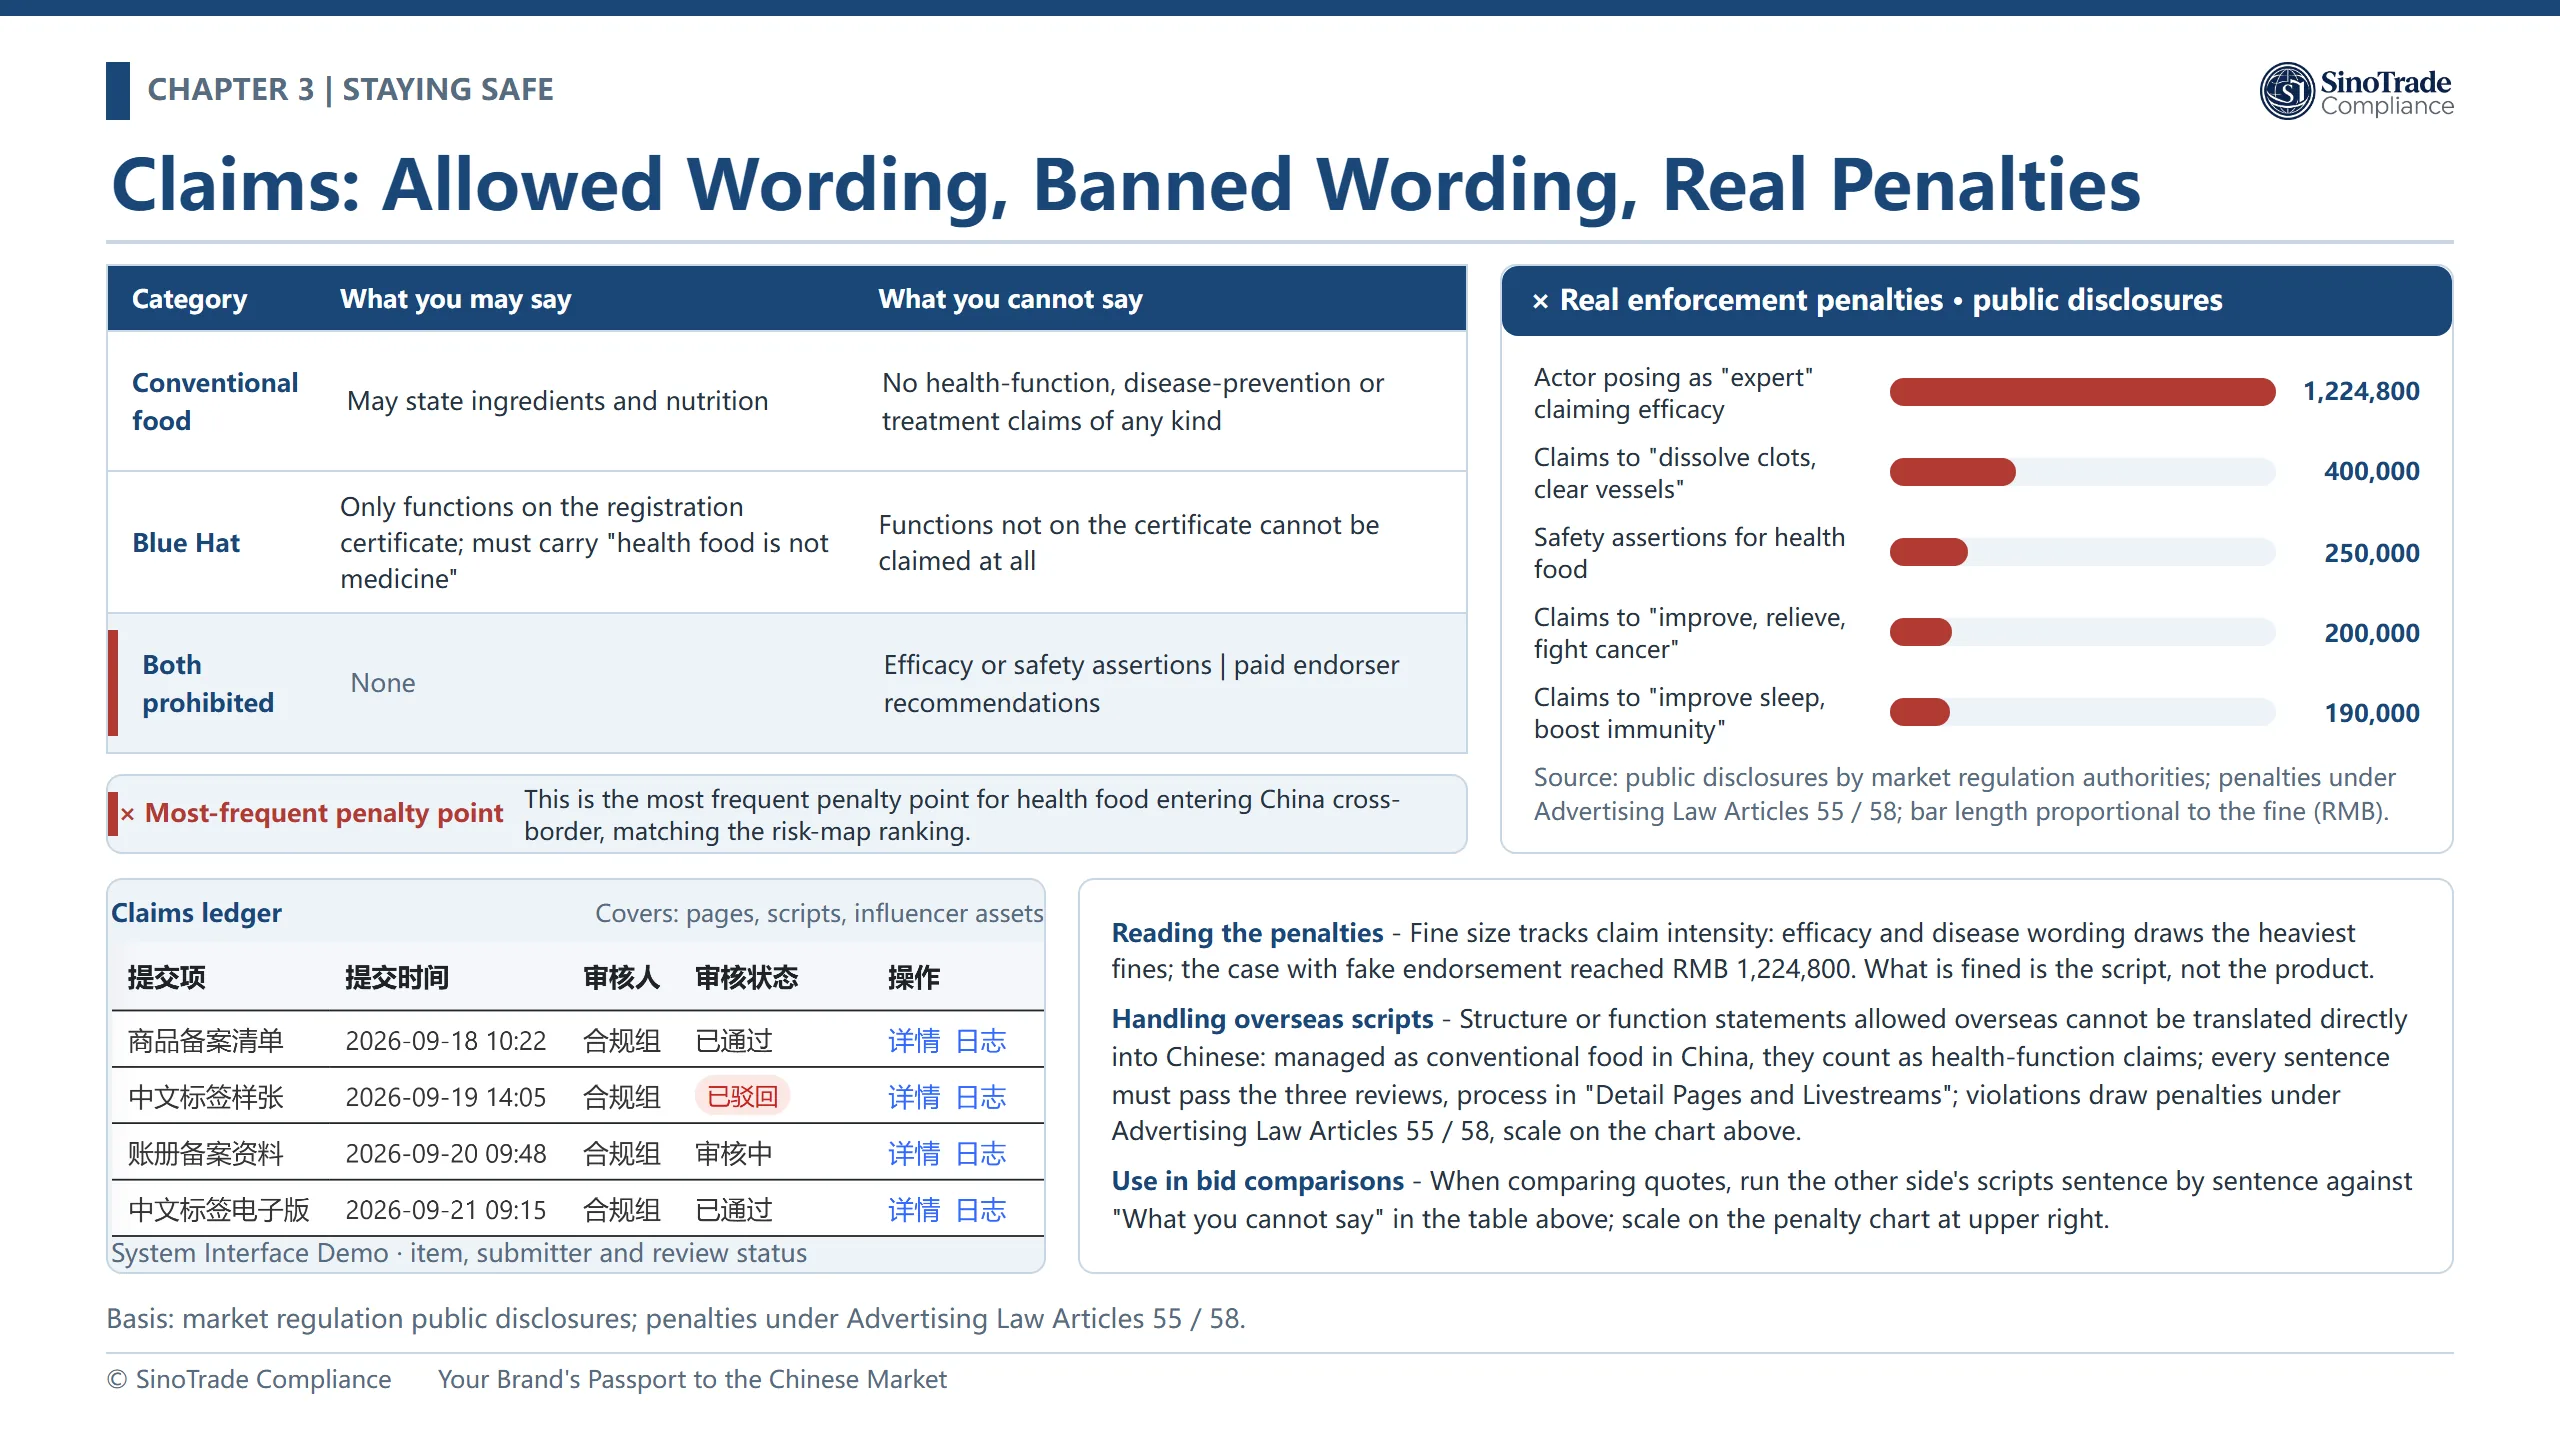 CHAPTER 3 | STAYING SAFE
SinoTrade
Compliance
Claims: Allowed Wording, Banned Wording, Real Penalties
Category What you may say What you cannot say
Conventional food
May state ingredients and nutrition
No health-function, disease-prevention or
treatment claims of any kind
Blue Hat
Only functions on the registration
certificate; must carry "health food is not
medicine"
Functions not on the certificate cannot be
claimed at all
Both
prohibited
None
Efficacy or safety assertions | paid endorser
recommendations
× Most-frequent penalty point
This is the most frequent penalty point for health food entering China cross-
border, matching the risk-map ranking.
× Real enforcement penalties • public disclosures
Actor posing as "expert"
claiming efficacy
1,224,800
Claims to "dissolve clots,
clear vessels"
400,000
Safety assertions for health
food
250,000
Claims to "improve, relieve,
fight cancer"
200,000
Claims to "improve sleep,
boost immunity"
190,000
Source: public disclosures by market regulation authorities; penalties under
Advertising Law Articles 55 / 58; bar length proportional to the fine (RMB).
Claims ledger Covers: pages, scripts, influencer assets
提交项 提交时间 审核人 审核状态 操作
商品备案清单 2026-09-18 10:22 合规组 已通过 详情 日志
中文标签样张 2026-09-19 14:05 合规组 已驳回 详情 日志
账册备案资料 2026-09-20 09:48 合规组 审核中 详情 日志
中文标签电子版 2026-09-21 09:15 合规组 已通过 详情 日志
System Interface Demo · item, submitter and review status
Reading the penalties - Fine size tracks claim intensity: efficacy and disease wording draws the heaviest
fines; the case with fake endorsement reached RMB 1,224,800. What is fined is the script, not the product.
Handling overseas scripts - Structure or function statements allowed overseas cannot be translated directly
into Chinese: managed as conventional food in China, they count as health-function claims; every sentence
must pass the three reviews, process in "Detail Pages and Livestreams"; violations draw penalties under
Advertising Law Articles 55 / 58, scale on the chart above.
Use in bid comparisons - When comparing quotes, run the other side's scripts sentence by sentence against
"What you cannot say" in the table above; scale on the penalty chart at upper right.
Basis: market regulation public disclosures; penalties under Advertising Law Articles 55 / 58.
© SinoTrade Compliance Your Brand's Passport to the Chinese Market